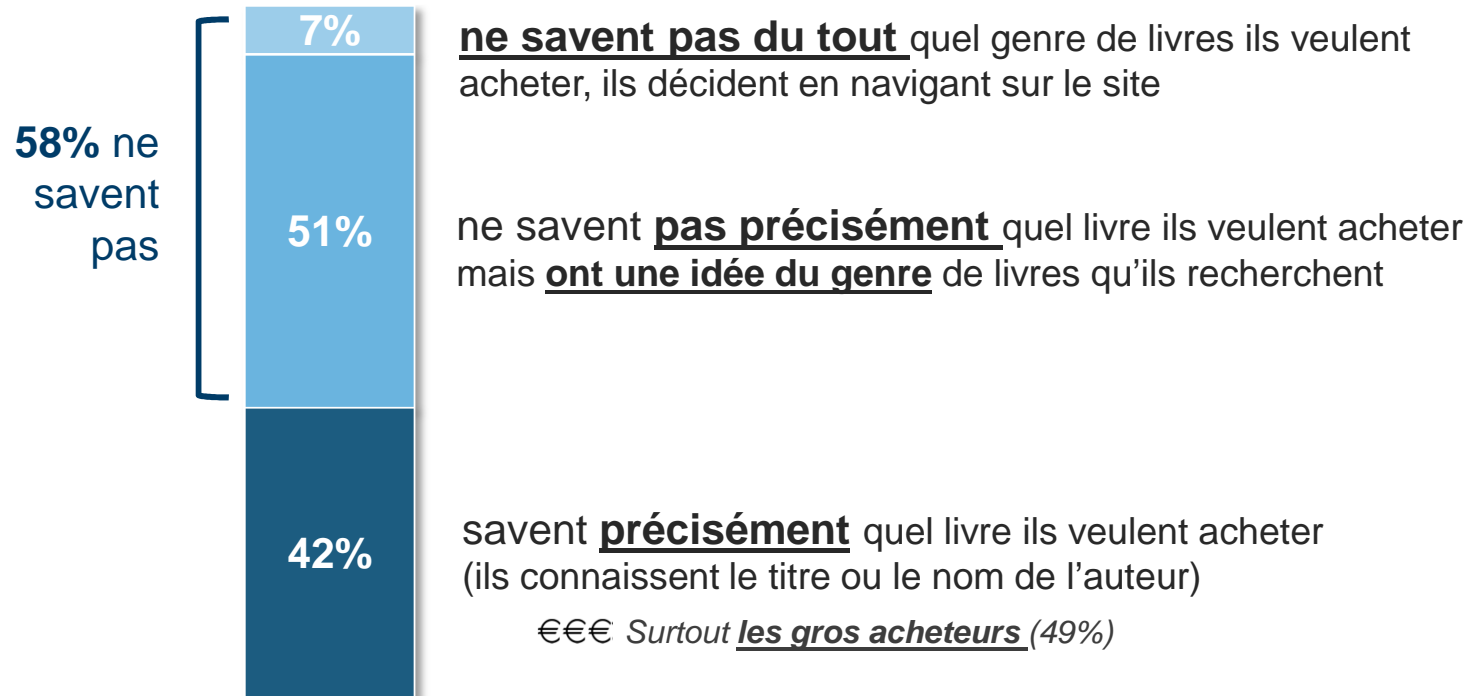 7%
ne savent pas du tout quel genre de livres ils veulent
acheter, ils décident en navigant sur le site
58% ne
savent
pas
51%
ne savent pas précisément quel livre ils veulent acheter
mais ont une idée du genre de livres qu’ils recherchent
42%
savent précisément quel livre ils veulent acheter
(ils connaissent le titre ou le nom de l’auteur)
€€€ Surtout les gros acheteurs (49%)